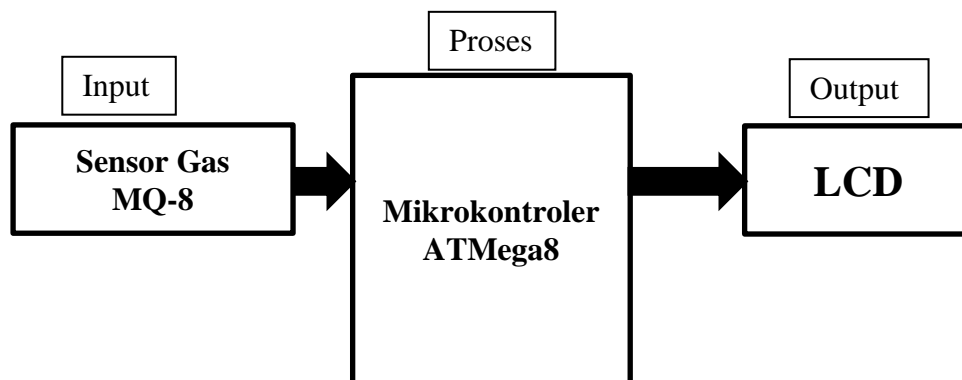 Input
Sensor Gas
MQ-8
Proses
Mikrokontroler
ATMega8
Output
LCD